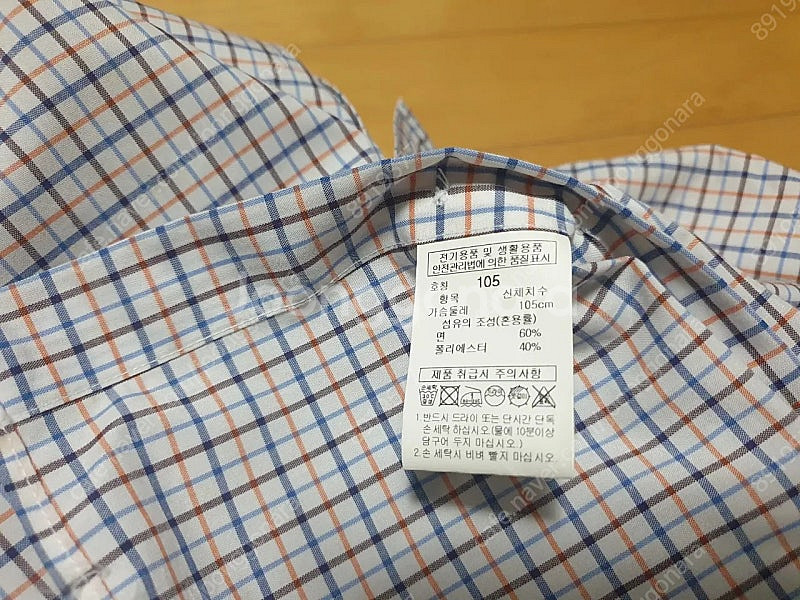 전기용품 및 생활용품
안전관리법에 의한 품질표시
호칭 105
항목 신체치수
가슴둘레 105cm
섬유의 조성(혼용률)
면 60%
폴리에스터 40%
제품 취급시 주의사항
1.반드시 드라이 또는 단시간 단독
손세탁 하십시오.(물에 10분이상
담구어 두지 마십시오.)
2.손 세탁시 비벼 빨지 마십시오.